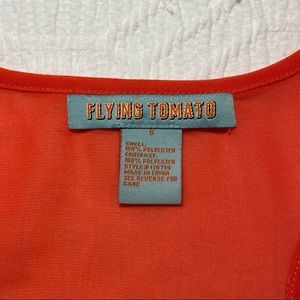 FLYING TOMATO
S
SHELL:
100% POLYESTER
CONTRAST:
100% POLYESTER
MADE IN CHINA
SEE REVERSE FOR
CARE